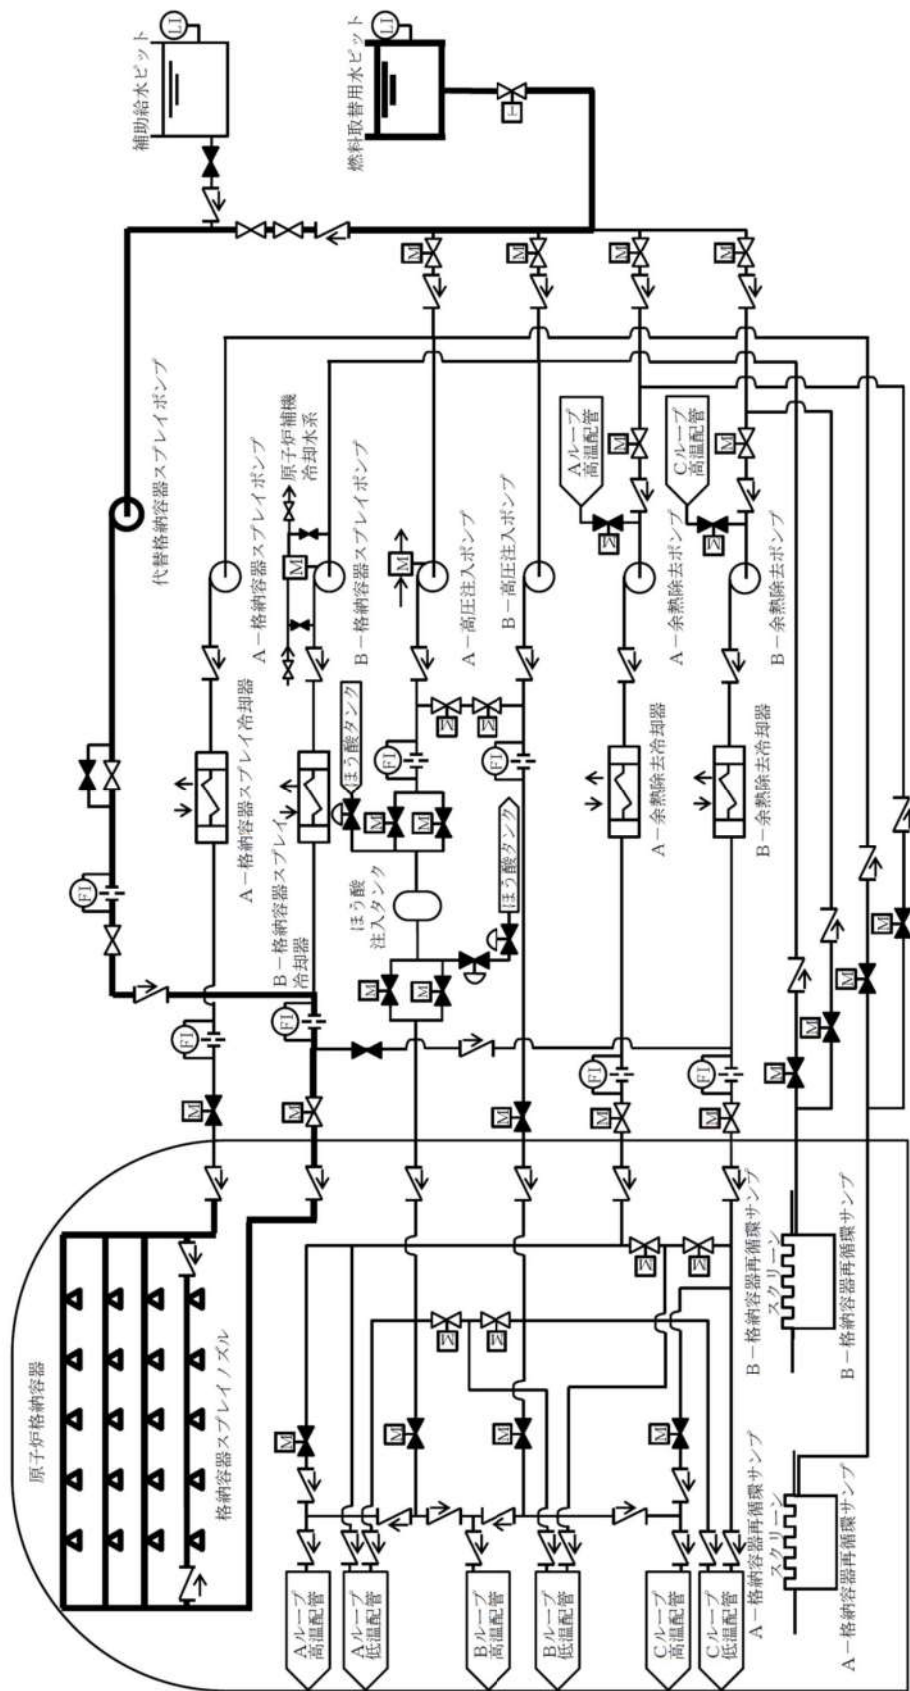 補助給水ピット
LI
燃料取替用水ピット
LI
H
代替格納容器スプレイポンプ
FI
A－格納容器スプレイポンプ
A－格納容器スプレイ冷却器
FI
M
原子炉補機
冷却水系
M
B－格納容器スプレイポンプ
B－格納容器スプレイ
冷却器
FI
M
M
M
A－高圧注入ポンプ
ほう酸タンク
FI
M
M
M
M
ほう酸
注入タンク
M
M
M
B－高圧注入ポンプ
FI
ほう酸タンク
M
M
Aループ
高温配管
M
M
A－余熱除去ポンプ
A－余熱除去冷却器
FI
M
M
Cループ
高温配管
M
M
B－余熱除去ポンプ
B－余熱除去冷却器
FI
M
M
M
M
M
原子炉格納容器
格納容器スプレイノズル
M
M
M
M
M
M
M
M
Aループ
高温配管
Aループ
低温配管
Bループ
高温配管
Bループ
低温配管
Cループ
高温配管
Cループ
低温配管
B－格納容器再循環サンプ
スクリーン
B－格納容器再循環サンプ
A－格納容器再循環サンプ
スクリーン
A－格納容器再循環サンプ